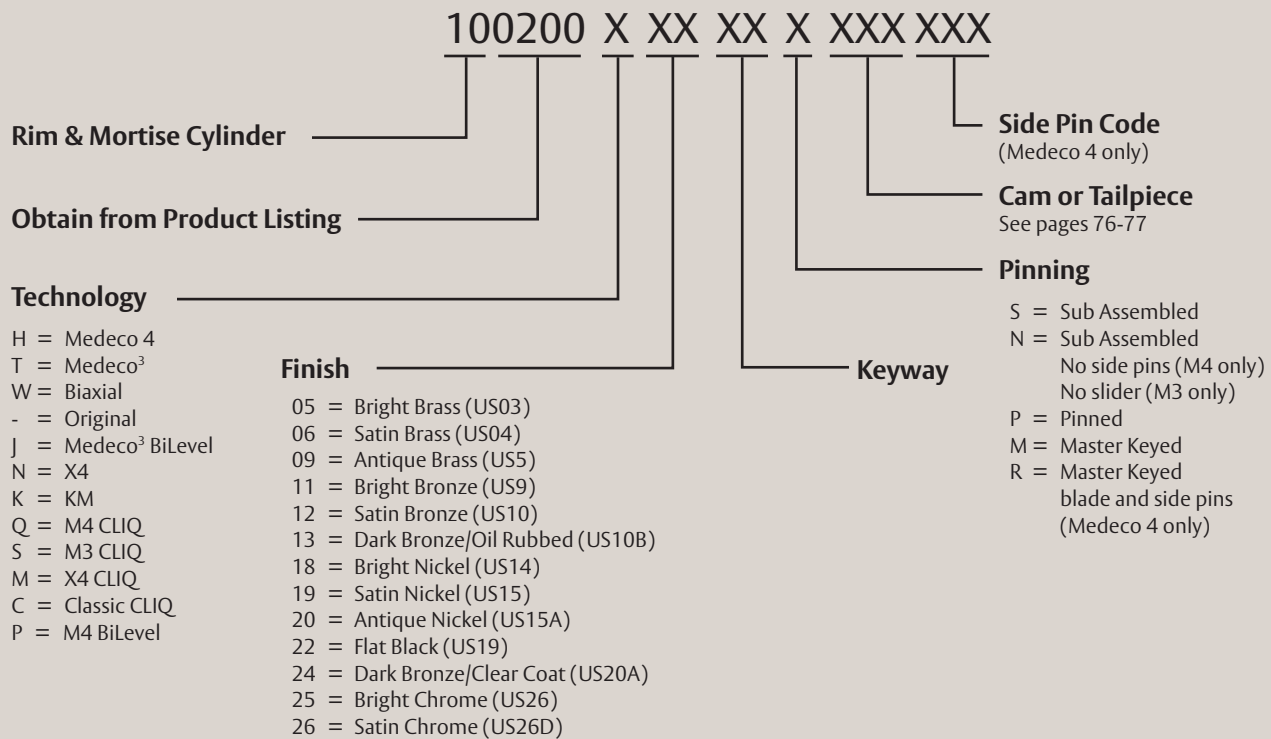 100200 X XX XX X XXX XXX
Rim & Mortise Cylinder
Obtain from Product Listing
Technology
H = Medeco 4
T = Medeco³
W = Biaxial
- = Original
J = Medeco³ BiLevel
N = X4
K = KM
Q = M4 CLIQ
S = M3 CLIQ
M = X4 CLIQ
C = Classic CLIQ
P = M4 BiLevel
Finish
05 = Bright Brass (US03)
06 = Satin Brass (US04)
09 = Antique Brass (US5)
11 = Bright Bronze (US9)
12 = Satin Bronze (US10)
13 = Dark Bronze/Oil Rubbed (US10B)
18 = Bright Nickel (US14)
19 = Satin Nickel (US15)
20 = Antique Nickel (US15A)
22 = Flat Black (US19)
24 = Dark Bronze/Clear Coat (US20A)
25 = Bright Chrome (US26)
26 = Satin Chrome (US26D)
Keyway
Side Pin Code
(Medeco 4 only)
Cam or Tailpiece
See pages 76-77
Pinning
S = Sub Assembled
N = Sub Assembled
No side pins (M4 only)
No slider (M3 only)
P = Pinned
M = Master Keyed
R = Master Keyed
blade and side pins
(Medeco 4 only)